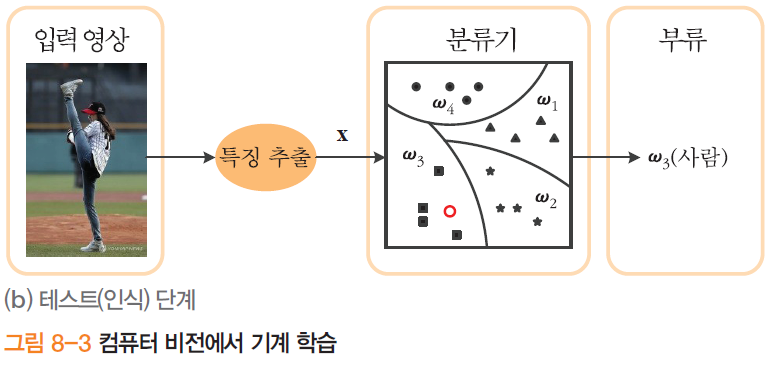 입력 영상
분류기
부류
특징 추출
x
ω4
ω1
ω3
ω2
ω3(사람)
(b) 테스트(인식) 단계
그림 8-3 컴퓨터 비전에서 기계 학습